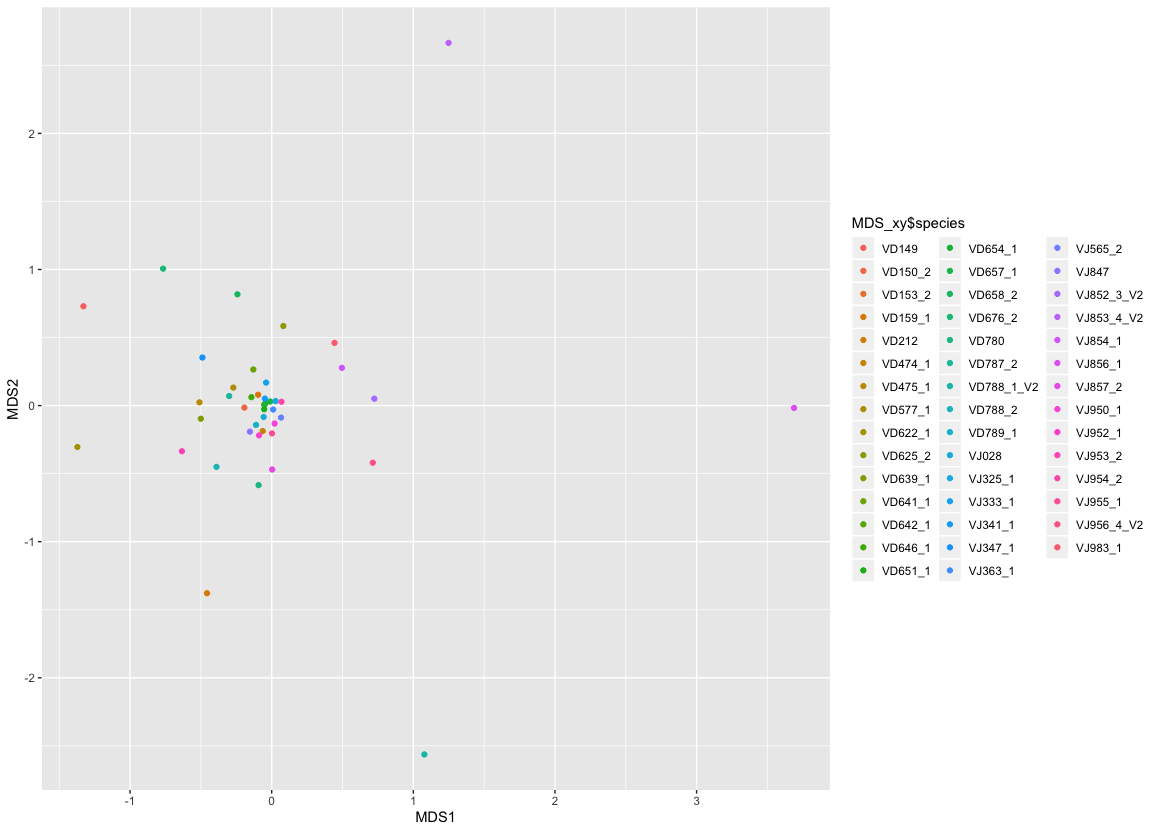 2
1
0
-1
-2
MDS2
-1
0
1
2
3
MDS1
MDS_xy$species
VD149
VD150_2
VD153_2
VD159_1
VD212
VD474_1
VD475_1
VD577_1
VD622_1
VD625_2
VD639_1
VD641_1
VD642_1
VD646_1
VD651_1
VD654_1
VD657_1
VD658_2
VD676_2
VD780
VD787_2
VD788_1_V2
VD788_2
VD789_1
VJ028
VJ325_1
VJ333_1
VJ341_1
VJ347_1
VJ363_1
VJ565_2
VJ847
VJ852_3_V2
VJ853_4_V2
VJ854_1
VJ856_1
VJ857_2
VJ950_1
VJ952_1
VJ953_2
VJ954_2
VJ955_1
VJ956_4_V2
VJ983_1